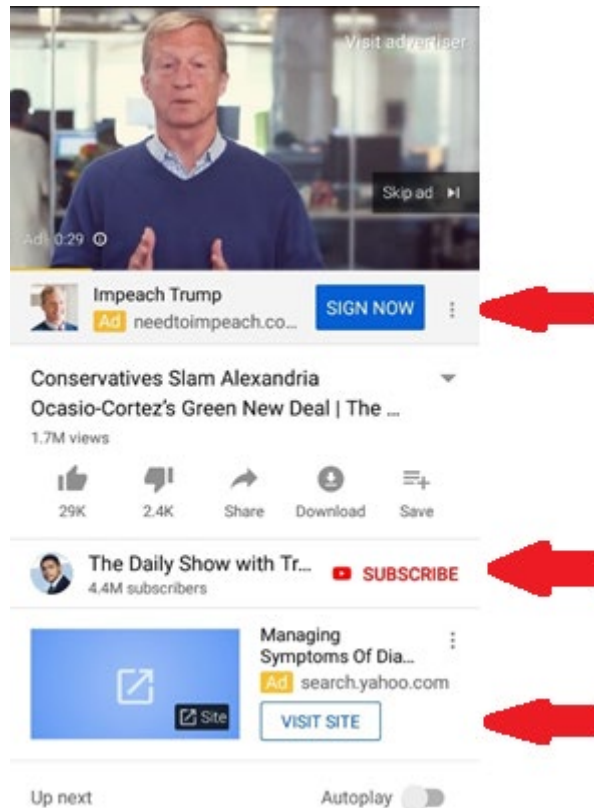 Visit advertiser
Skip ad
Ad · 0:29
Impeach Trump
Ad needtoimpeach.co...
SIGN NOW
Conservatives Slam Alexandria
Ocasio-Cortez's Green New Deal | The ...
1.7M views
29K 2.4K Share Download Save
The Daily Show with Tr...
4.4M subscribers
SUBSCRIBE
Managing
Symptoms Of Dia...
Ad search.yahoo.com
Site
VISIT SITE
Up next Autoplay